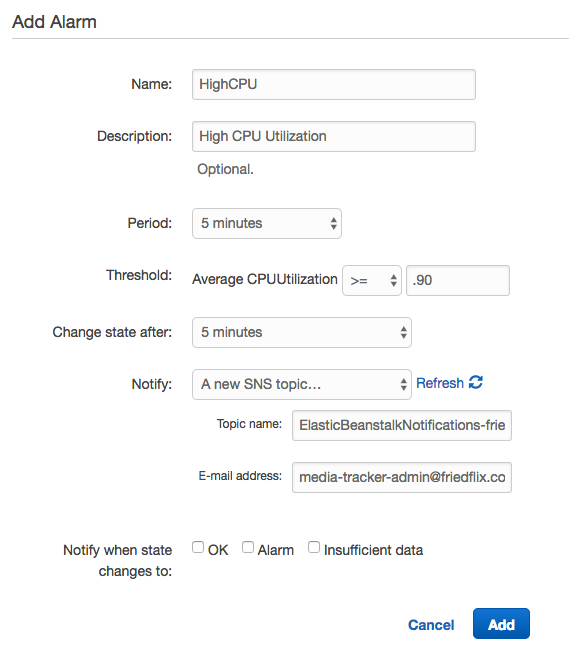 Add Alarm
Name: HighCPU
Description: High CPU Utilization
Optional.
Period: 5 minutes
Threshold: Average CPUUtilization >= .90
Change state after: 5 minutes
Notify: A new SNS topic... Refresh
Topic name: ElasticBeanstalkNotifications-frie
E-mail address: media-tracker-admin@friedflix.co
Notify when state OK Alarm Insufficient data
changes to:
Cancel Add